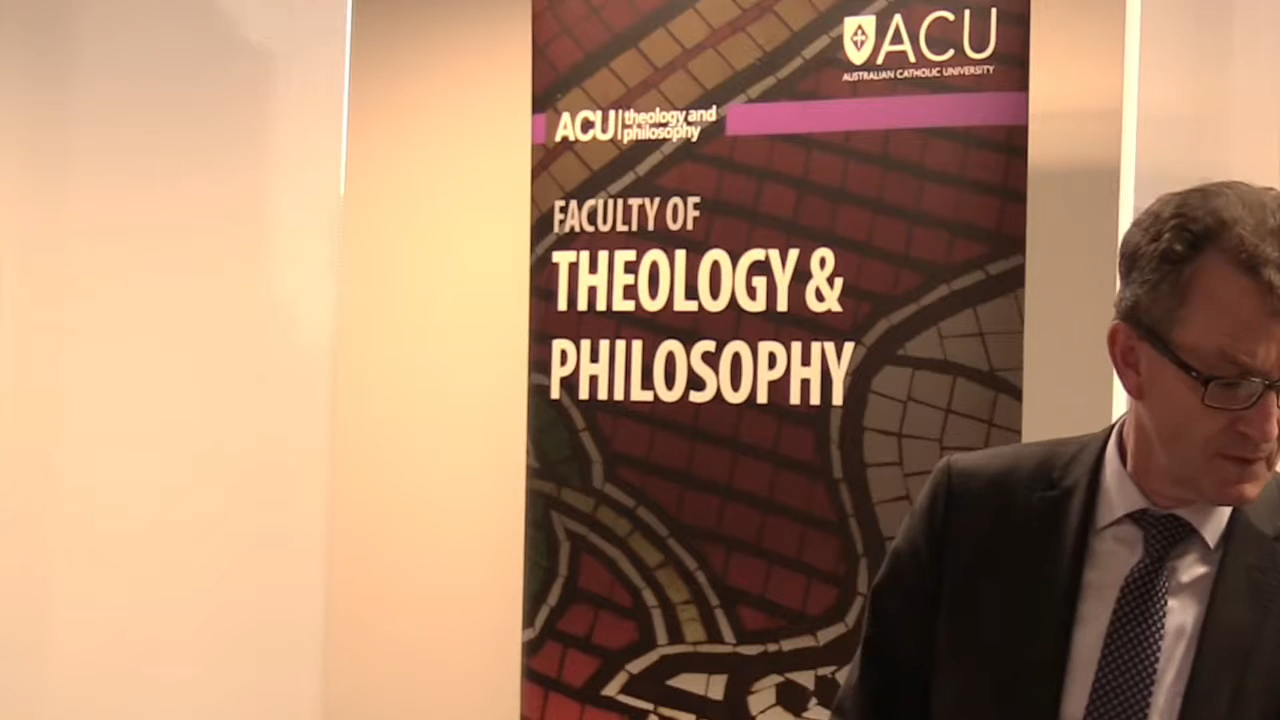 ACU
AUSTRALIAN CATHOLIC UNIVERSITY
ACU theology and
philosophy
FACULTY OF
THEOLOGY &
PHILOSOPHY